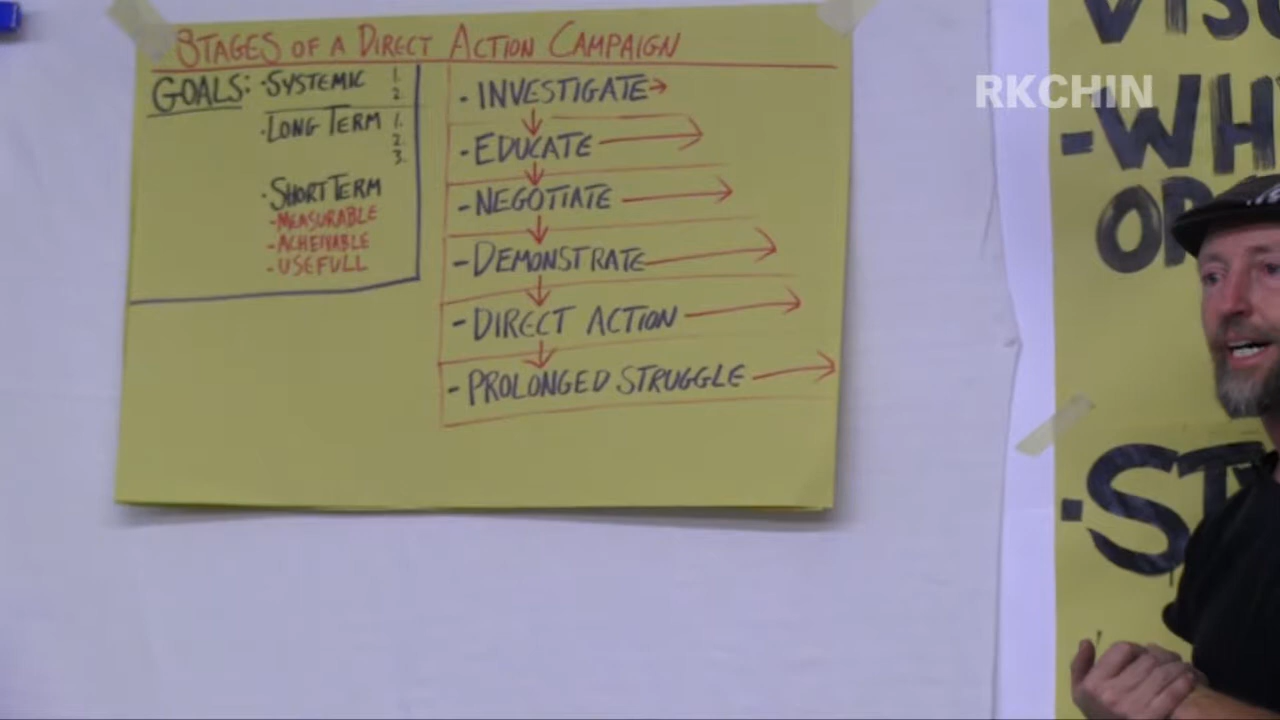 STAGES OF A DIRECT ACTION CAMPAIGN
GOALS: ·SYSTEMIC 1.
2.
·LONG TERM 1.
2.
3.
·SHORT TERM
-MEASURABLE
-ACHEIVABLE
-USEFULL
-INVESTIGATE
-EDUCATE
-NEGOTIATE
-DEMONSTRATE
-DIRECT ACTION
-PROLONGED STRUGGLE
RKCHIN